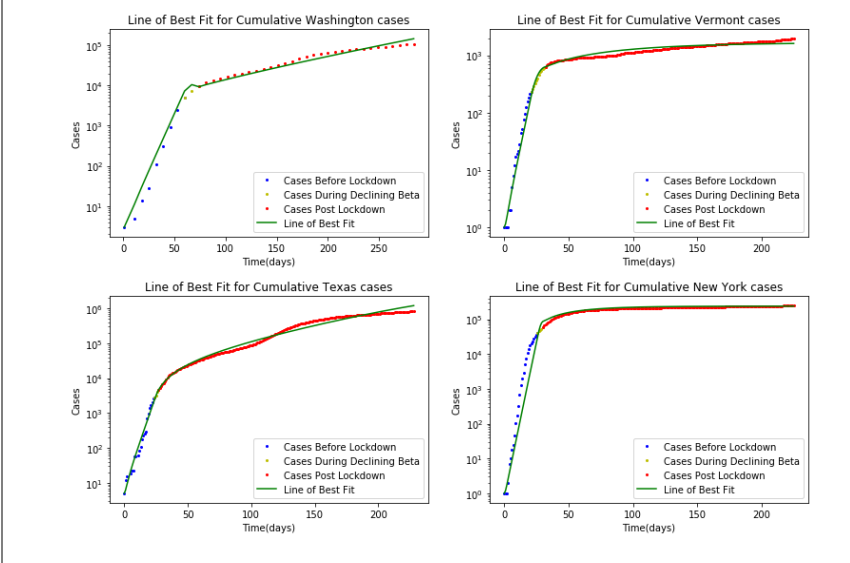 Line of Best Fit for Cumulative Washington cases
10^5
10^4
10^3
10^2
10^1
Cases
Cases Before Lockdown
Cases During Declining Beta
Cases Post Lockdown
Line of Best Fit
0 50 100 150 200 250
Time(days)
Line of Best Fit for Cumulative Vermont cases
10^3
10^2
10^1
10^0
Cases
Cases Before Lockdown
Cases During Declining Beta
Cases Post Lockdown
Line of Best Fit
0 50 100 150 200
Time(days)
Line of Best Fit for Cumulative Texas cases
10^6
10^5
10^4
10^3
10^2
10^1
Cases
Cases Before Lockdown
Cases During Declining Beta
Cases Post Lockdown
Line of Best Fit
0 50 100 150 200
Time(days)
Line of Best Fit for Cumulative New York cases
10^5
10^4
10^3
10^2
10^1
10^0
Cases
Cases Before Lockdown
Cases During Declining Beta
Cases Post Lockdown
Line of Best Fit
0 50 100 150 200
Time(days)